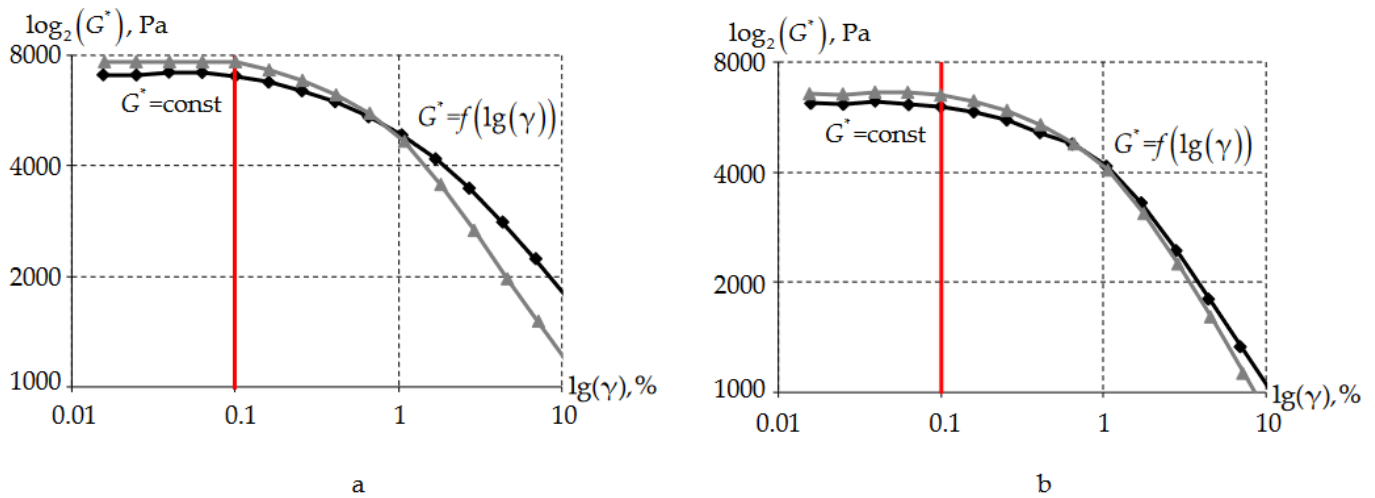 log₂(G*), Pa
8000
4000
2000
1000
G*=const
G*=f(lg(γ))
lg(γ),%
0.01 0.1 1 10
a
log₂(G*), Pa
8000
4000
2000
1000
G*=const
G*=f(lg(γ))
lg(γ),%
0.01 0.1 1 10
b